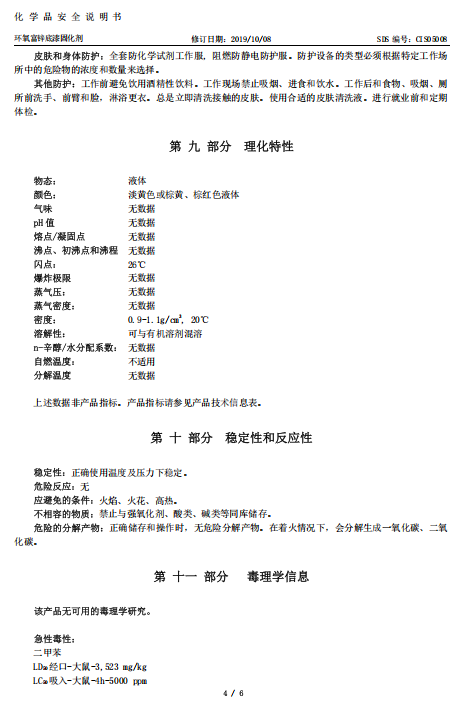 化 学 品 安 全 说 明 书
环氧富锌底漆固化剂 修订日期：2019/10/08 SDS 编号：CIS05008
皮肤和身体防护：全套防化学试剂工作服，阻燃防静电防护服。防护设备的类型必须根据特定工作场
所中的危险物的浓度和数量来选择。
其他防护：工作前避免饮用酒精性饮料。工作现场禁止吸烟、进食和饮水。工作后和食物、吸烟、厕
所前洗手、前臂和脸，淋浴更衣。总是立即清洗接触的皮肤。使用合适的皮肤清洗液。进行就业前和定期
体检。
第 九 部分 理化特性
物态： 液体
颜色： 淡黄色或棕黄、棕红色液体
气味 无数据
pH 值 无数据
熔点/凝固点 无数据
沸点、初沸点和沸程 无数据
闪点： 26℃
爆炸极限 无数据
蒸气压： 无数据
蒸气密度： 无数据
密度： 0.9-1.1g/cm³, 20℃
溶解性： 可与有机溶剂混溶
n-辛醇/水分配系数： 无数据
自燃温度： 不适用
分解温度 无数据
上述数据非产品指标。产品指标请参见产品技术信息表。
第 十 部分 稳定性和反应性
稳定性：正确使用温度及压力下稳定。
危险反应：无
应避免的条件：火焰、火花、高热。
不相容的物质：禁止与强氧化剂、酸类、碱类等同库储存。
危险的分解产物：正确储存和操作时，无危险分解产物。在着火情况下，会分解生成一氧化碳、二氧
化碳。
第 十一 部分 毒理学信息
该产品无可用的毒理学研究。
急性毒性：
二甲苯
LD₅₀经口-大鼠-3,523 mg/kg
LC₅₀吸入-大鼠-4h-5000 ppm
4 / 6